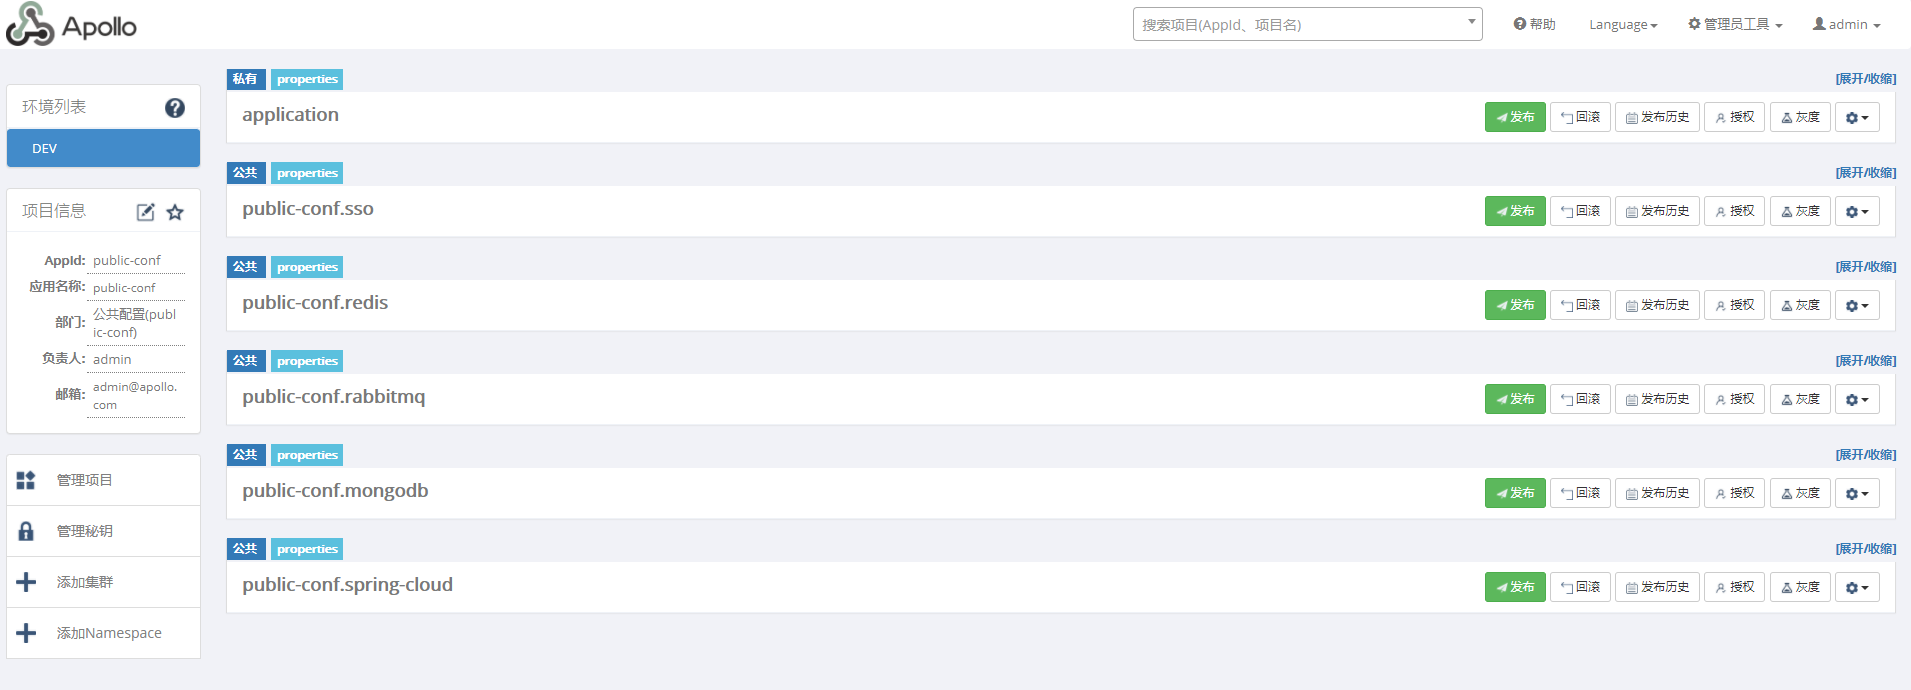 Apollo
搜索项目(AppId、项目名)
帮助
Language
管理员工具
admin
环境列表
DEV
项目信息
AppId: public-conf
应用名称: public-conf
部门: 公共配置(publ
ic-conf)
负责人: admin
邮箱: admin@apollo.
com
管理项目
管理秘钥
添加集群
添加Namespace
私有 properties [展开/收缩]
application 发布 回滚 发布历史 授权 灰度
公共 properties [展开/收缩]
public-conf.sso 发布 回滚 发布历史 授权 灰度
公共 properties [展开/收缩]
public-conf.redis 发布 回滚 发布历史 授权 灰度
公共 properties [展开/收缩]
public-conf.rabbitmq 发布 回滚 发布历史 授权 灰度
公共 properties [展开/收缩]
public-conf.mongodb 发布 回滚 发布历史 授权 灰度
公共 properties [展开/收缩]
public-conf.spring-cloud 发布 回滚 发布历史 授权 灰度